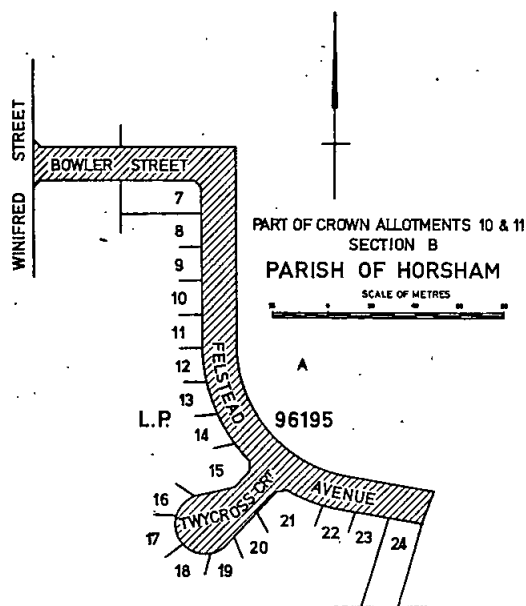 WINIFRED STREET
BOWLER STREET
7
8
9
10
11
12
13
14
15
16
17
18
19
20
21
22
23
24
FELSTEAD
AVENUE
TWYCROSS CRT
L.P. 96195
A
PART OF CROWN ALLOTMENTS 10 & 11
SECTION B
PARISH OF HORSHAM
SCALE OF METRES